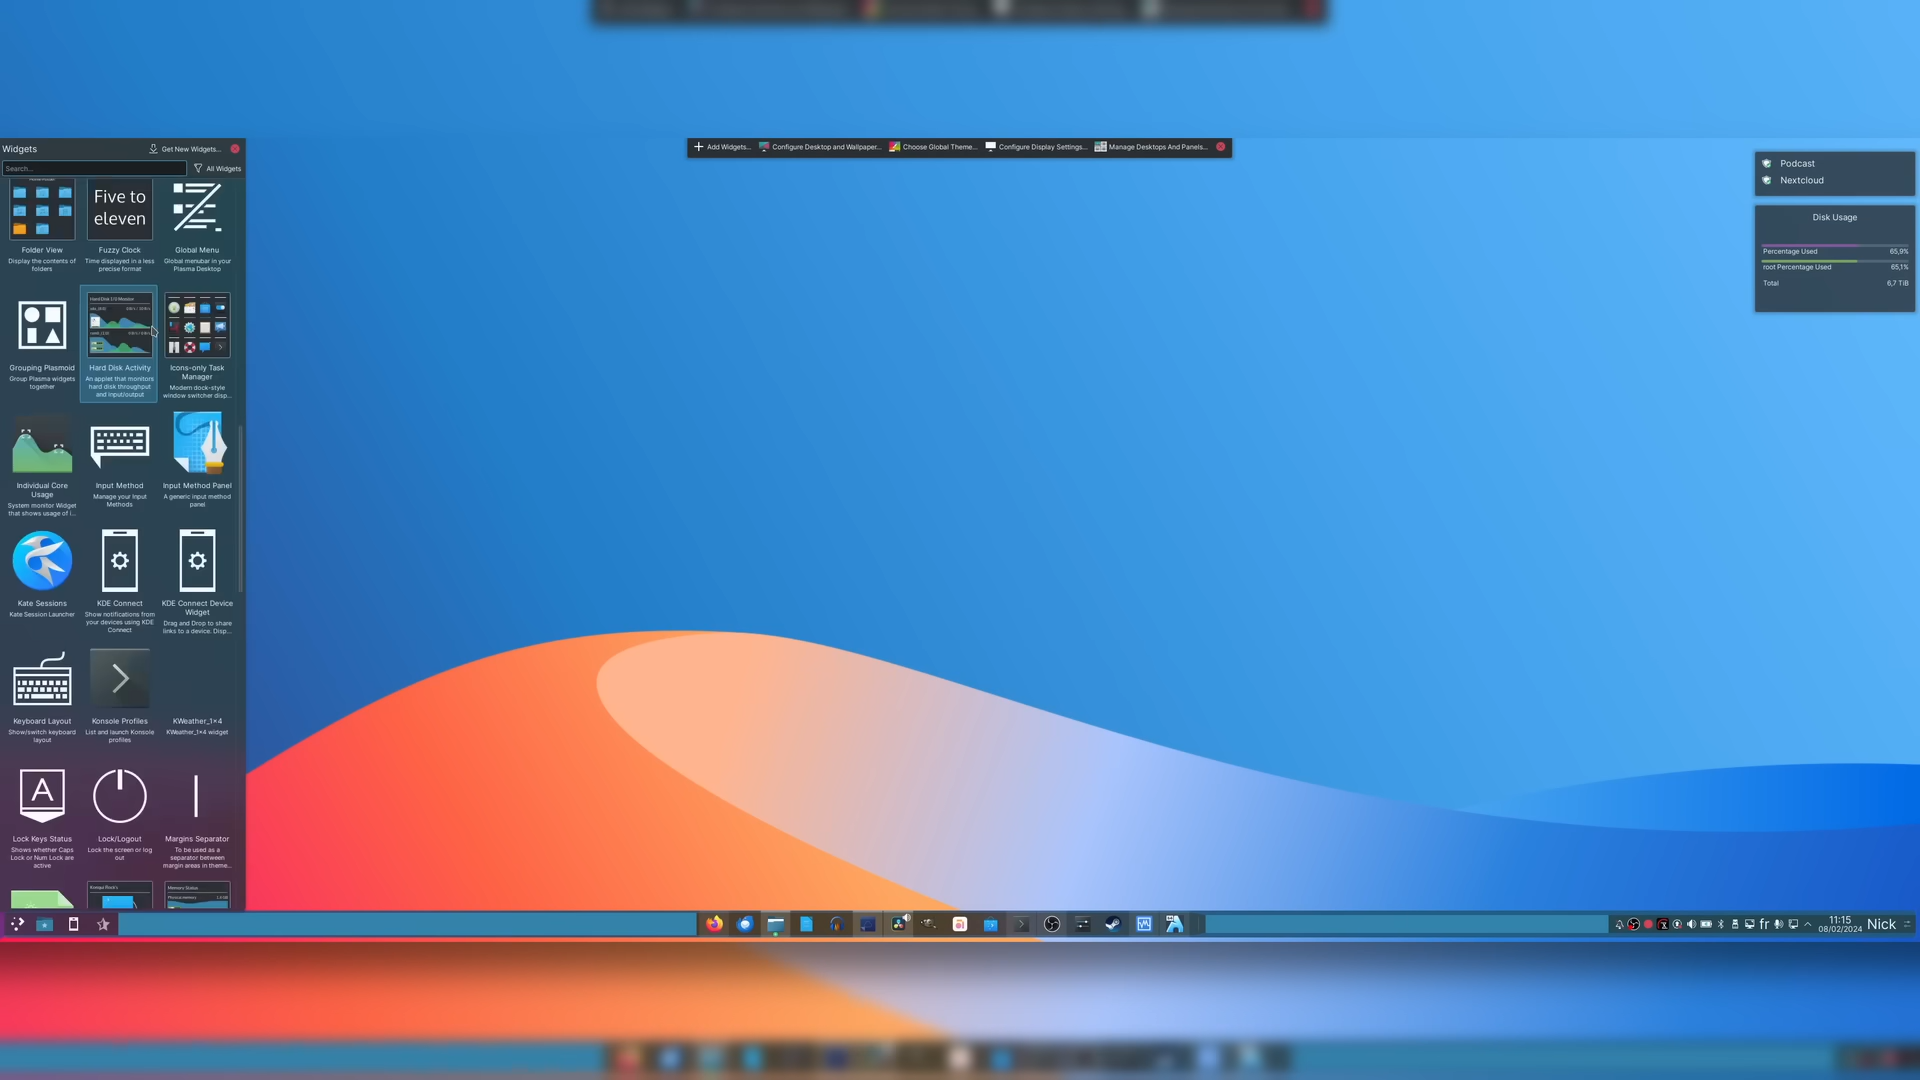 Widgets
Get New Widgets...
Search...
All Widgets
Add Widgets...
Configure Desktop and Wallpaper...
Choose Global Theme...
Configure Display Settings...
Manage Desktops And Panels...
Podcast
Nextcloud
Disk Usage
Percentage Used 65,9%
root Percentage Used 65,1%
Total 6,7 TiB
Five to
eleven
Folder View
Display the contents of
folders
Fuzzy Clock
Time displayed in a less
precise format
Global Menu
Global menubar in your
Plasma Desktop
Grouping Plasmoid
Group Plasma widgets
together
Hard Disk I/O Monitor
Hard Disk Activity
An applet that monitors
hard disk throughput
and input/output
Icons-only Task
Manager
Modern dock-style
window switcher disp...
Individual Core
Usage
System monitor Widget
that shows usage of i...
Input Method
Manage your Input
Methods
Input Method Panel
A generic input method
panel
Kate Sessions
Kate Session Launcher
KDE Connect
Show notifications from
your devices using KDE
Connect
KDE Connect Device
Widget
Drag and Drop to share
links to a device. Disp...
Keyboard Layout
Show/switch keyboard
layout
Konsole Profiles
List and launch Konsole
profiles
KWeather_1×4
KWeather_1×4 widget
A
Lock Keys Status
Shows whether Caps
Lock or Num Lock are
active
Lock/Logout
Lock the screen or log
out
Margins Separator
To be used as a
separator between
margin areas in theme...
Memory Status
Physical memory
fr
11:15
08/02/2024
Nick